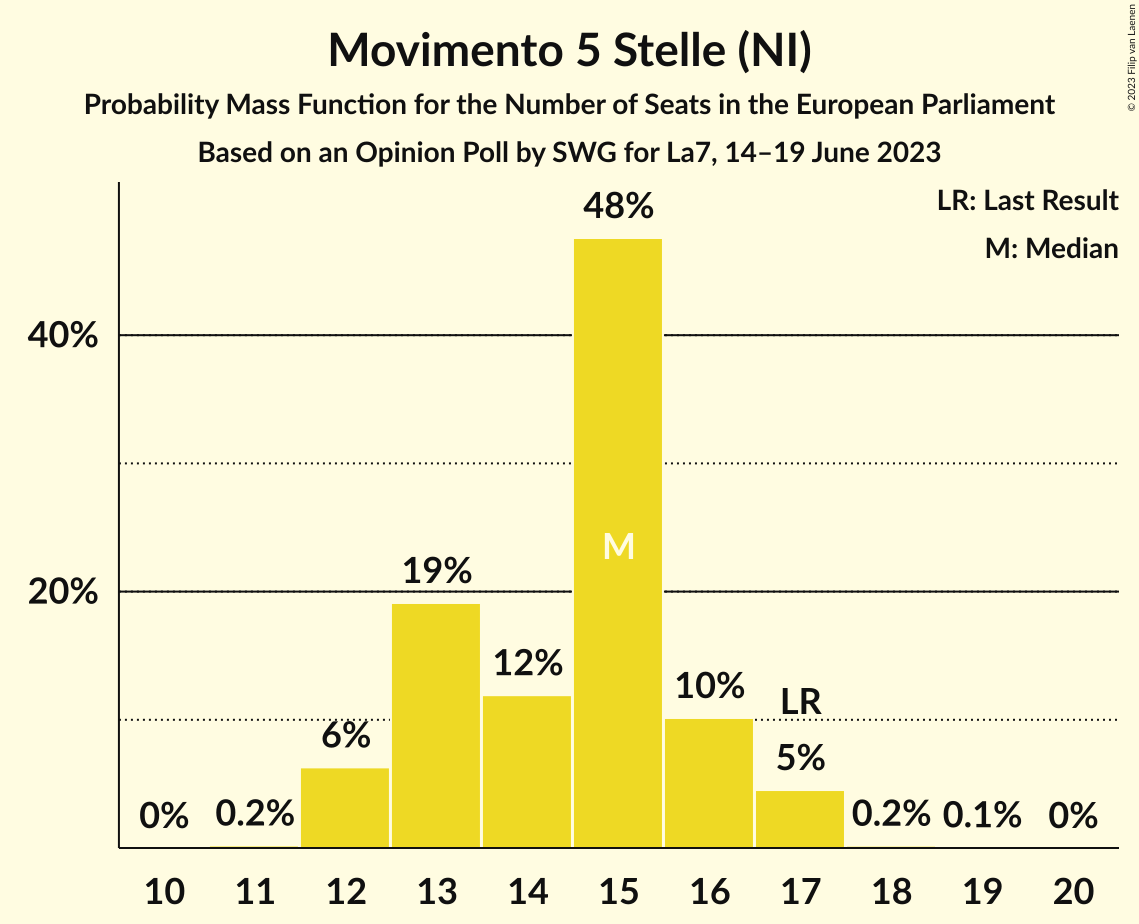 Movimento 5 Stelle (NI)
Probability Mass Function for the Number of Seats in the European Parliament
Based on an Opinion Poll by SWG for La7, 14–19 June 2023
© 2023 Filip van Laenen
LR: Last Result
M: Median
48%
40%
M
19%
20%
12%
10%
LR
6%
5%
0%
0.2%
0.2%
0.1%
0%
10 11 12 13 14 15 16 17 18 19 20